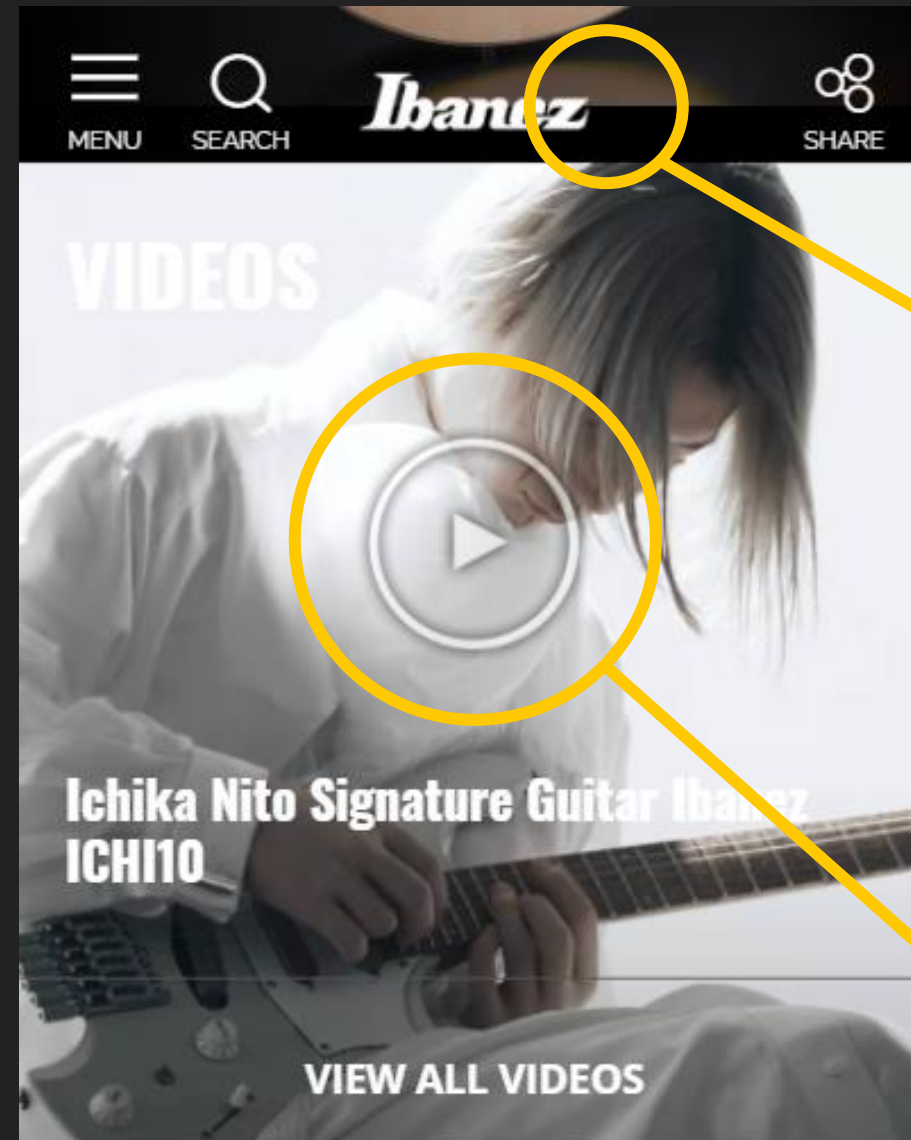 MENU
SEARCH
Ibanez
SHARE
VIDEOS
Ichika Nito Signature Guitar Ibanez
ICHI10
VIEW ALL VIDEOS